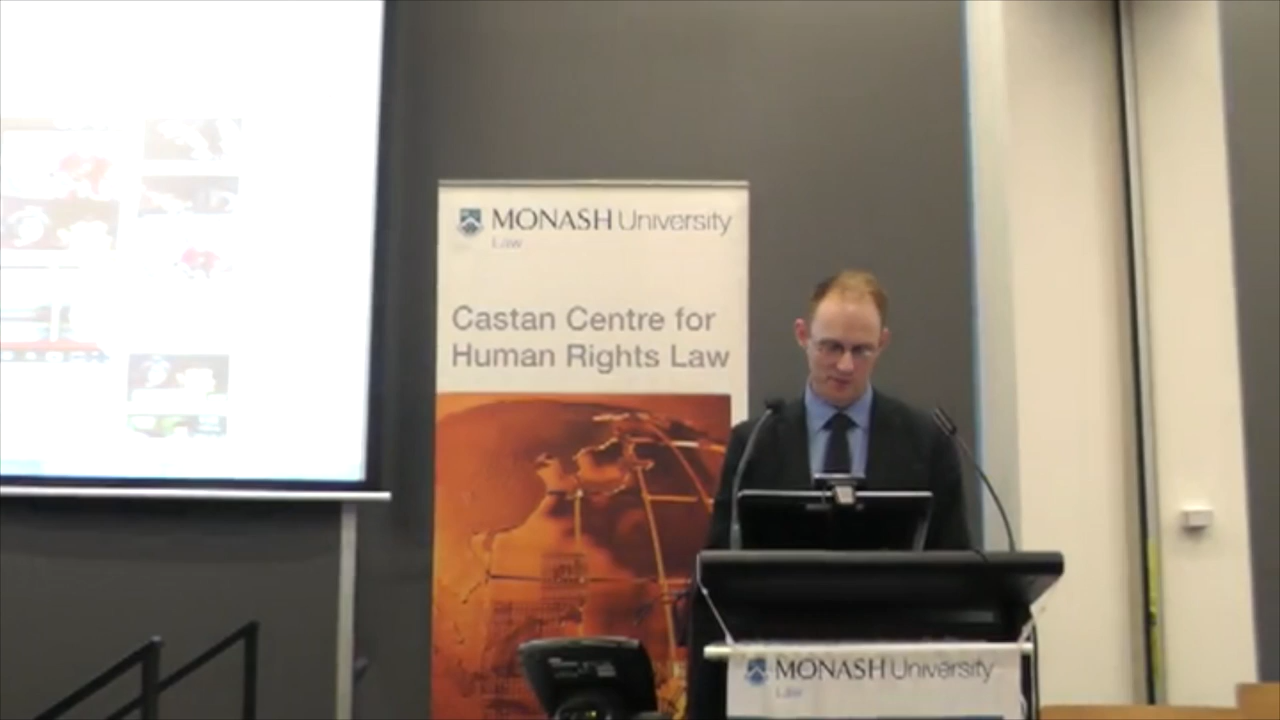 MONASH University
Law
Castan Centre for
Human Rights Law
MONASH University
Law